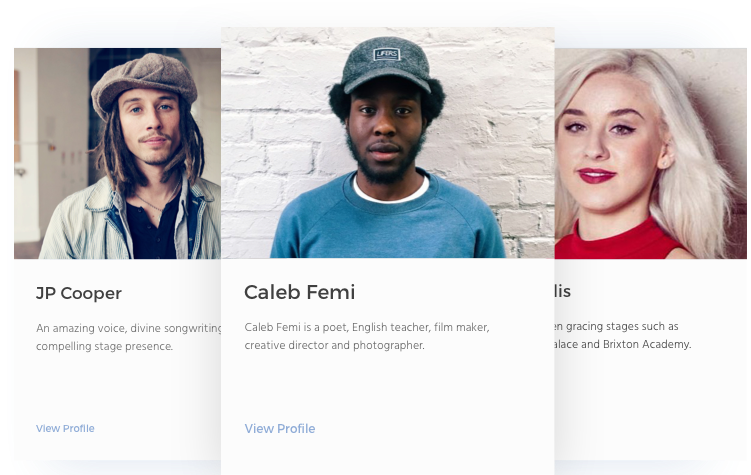 LIFERS
JP Cooper
An amazing voice, divine songwriting
compelling stage presence.
View Profile
Caleb Femi
Caleb Femi is a poet, English teacher, film maker,
creative director and photographer.
View Profile
lis
en gracing stages such as
alace and Brixton Academy.